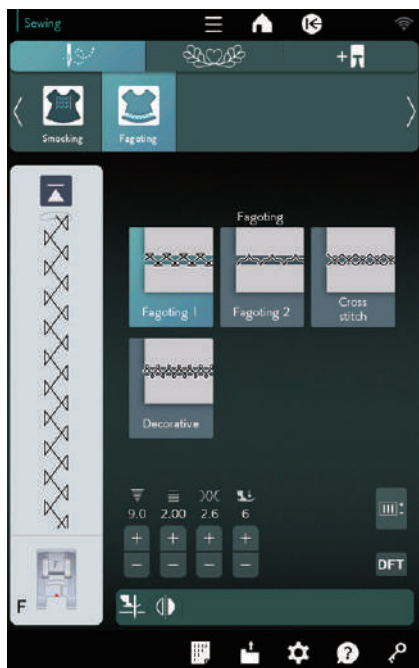 Sewing
Smocking
Fagoting
Fagoting
Fagoting 1
Fagoting 2
Cross
stitch
Decorative
9.0 2.00 2.6 6
+ + + +
− − − −
DFT
F